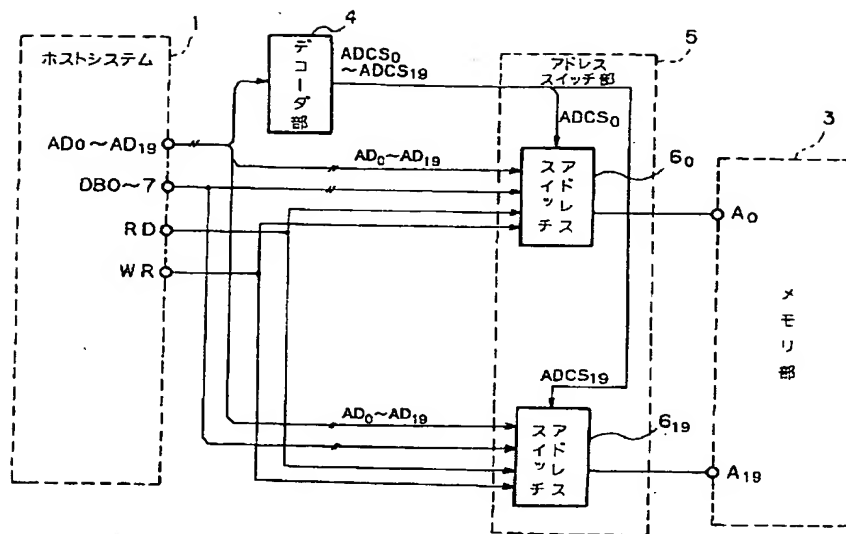 1
ホストシステム
AD0~AD19
DB0~7
RD
WR
4
デコーダ部
ADCS0
~ADCS19
5
アドレス
スイッチ部
ADCS0
AD0~AD19
アドレス
スイッチ
60
3
A0
メモリ部
ADCS19
AD0~AD19
アドレス
スイッチ
619
A19